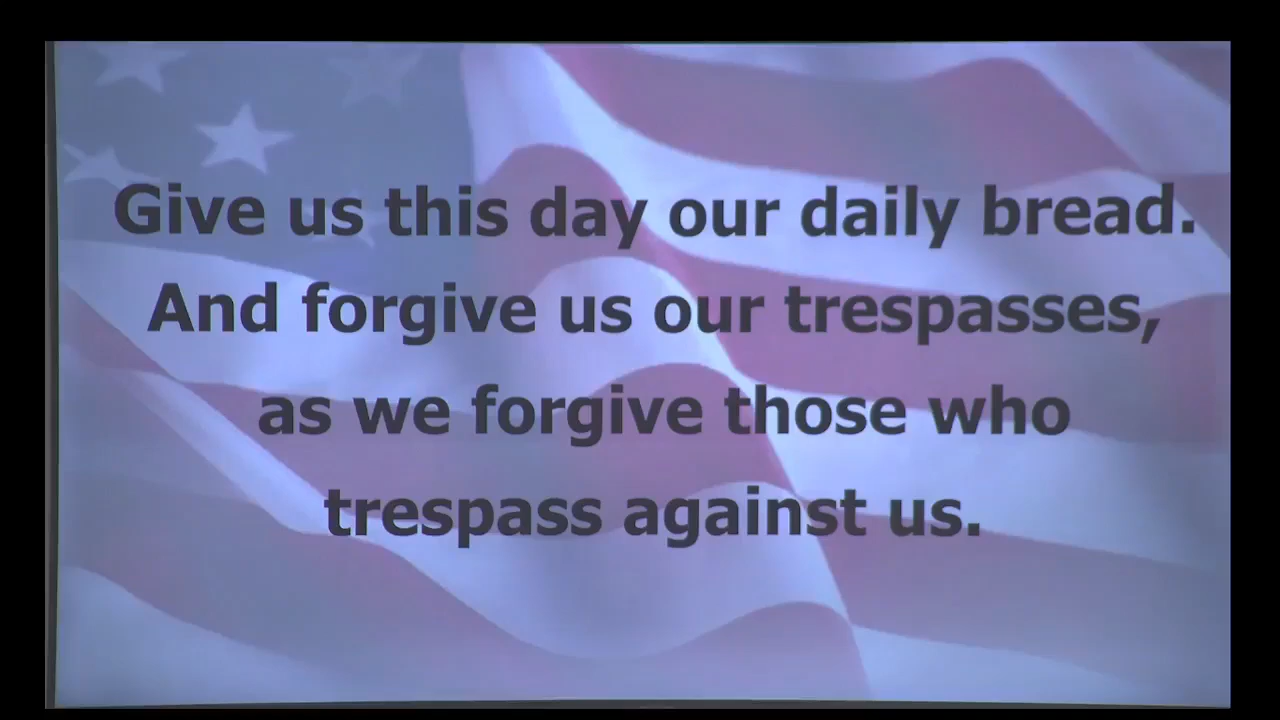 Give us this day our daily bread.
And forgive us our trespasses,
as we forgive those who
trespass against us.